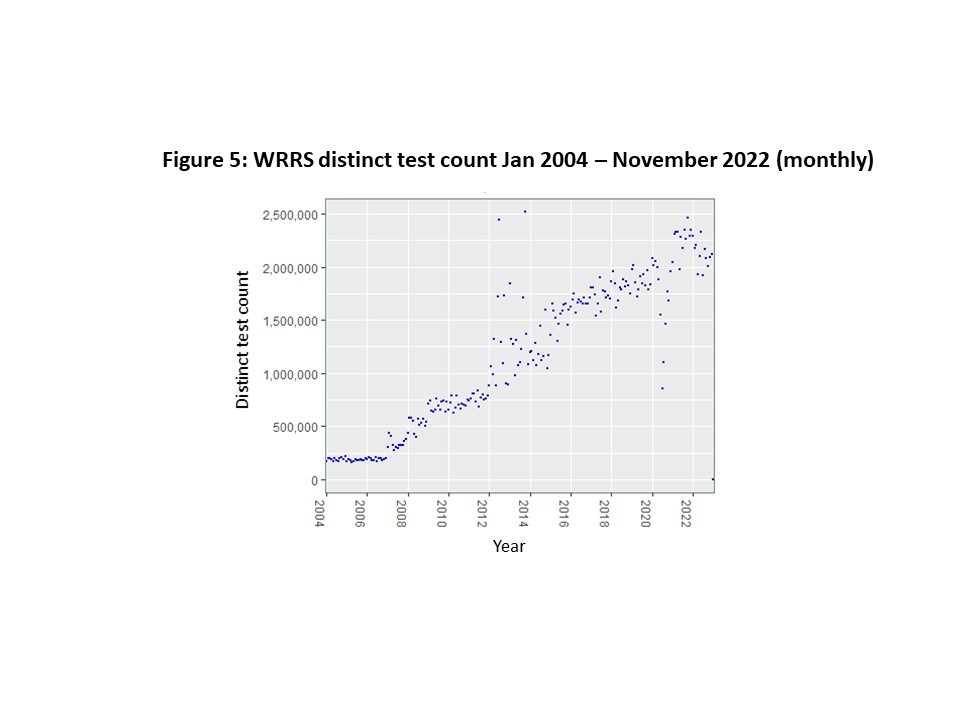 Figure 5: WRRS distinct test count Jan 2004 – November 2022 (monthly)
Distinct test count
2,500,000
2,000,000
1,500,000
1,000,000
500,000
0
2004 2006 2008 2010 2012 2014 2016 2018 2020 2022
Year